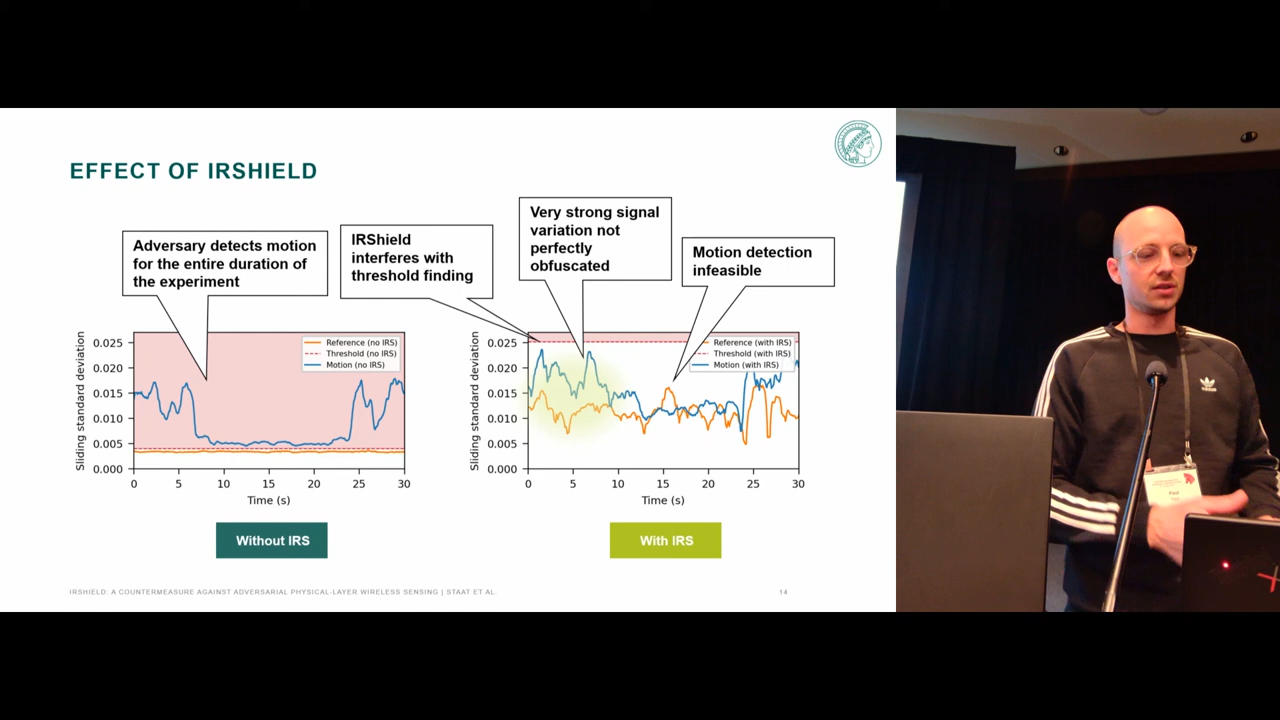 EFFECT OF IRSHIELD
Adversary detects motion
for the entire duration of
the experiment
IRShield
interferes with
threshold finding
Very strong signal
variation not
perfectly
obfuscated
Motion detection
infeasible
Sliding standard deviation
0.025
0.020
0.015
0.010
0.005
0.000
Reference (no IRS)
Threshold (no IRS)
Motion (no IRS)
0 5 10 15 20 25 30
Time (s)
Without IRS
Sliding standard deviation
0.025
0.020
0.015
0.010
0.005
0.000
Reference (with IRS)
Threshold (with IRS)
Motion (with IRS)
0 5 10 15 20 25 30
Time (s)
With IRS
IRSHIELD: A COUNTERMEASURE AGAINST ADVERSARIAL PHYSICAL-LAYER WIRELESS SENSING | STAAT ET AL.
14
Paul